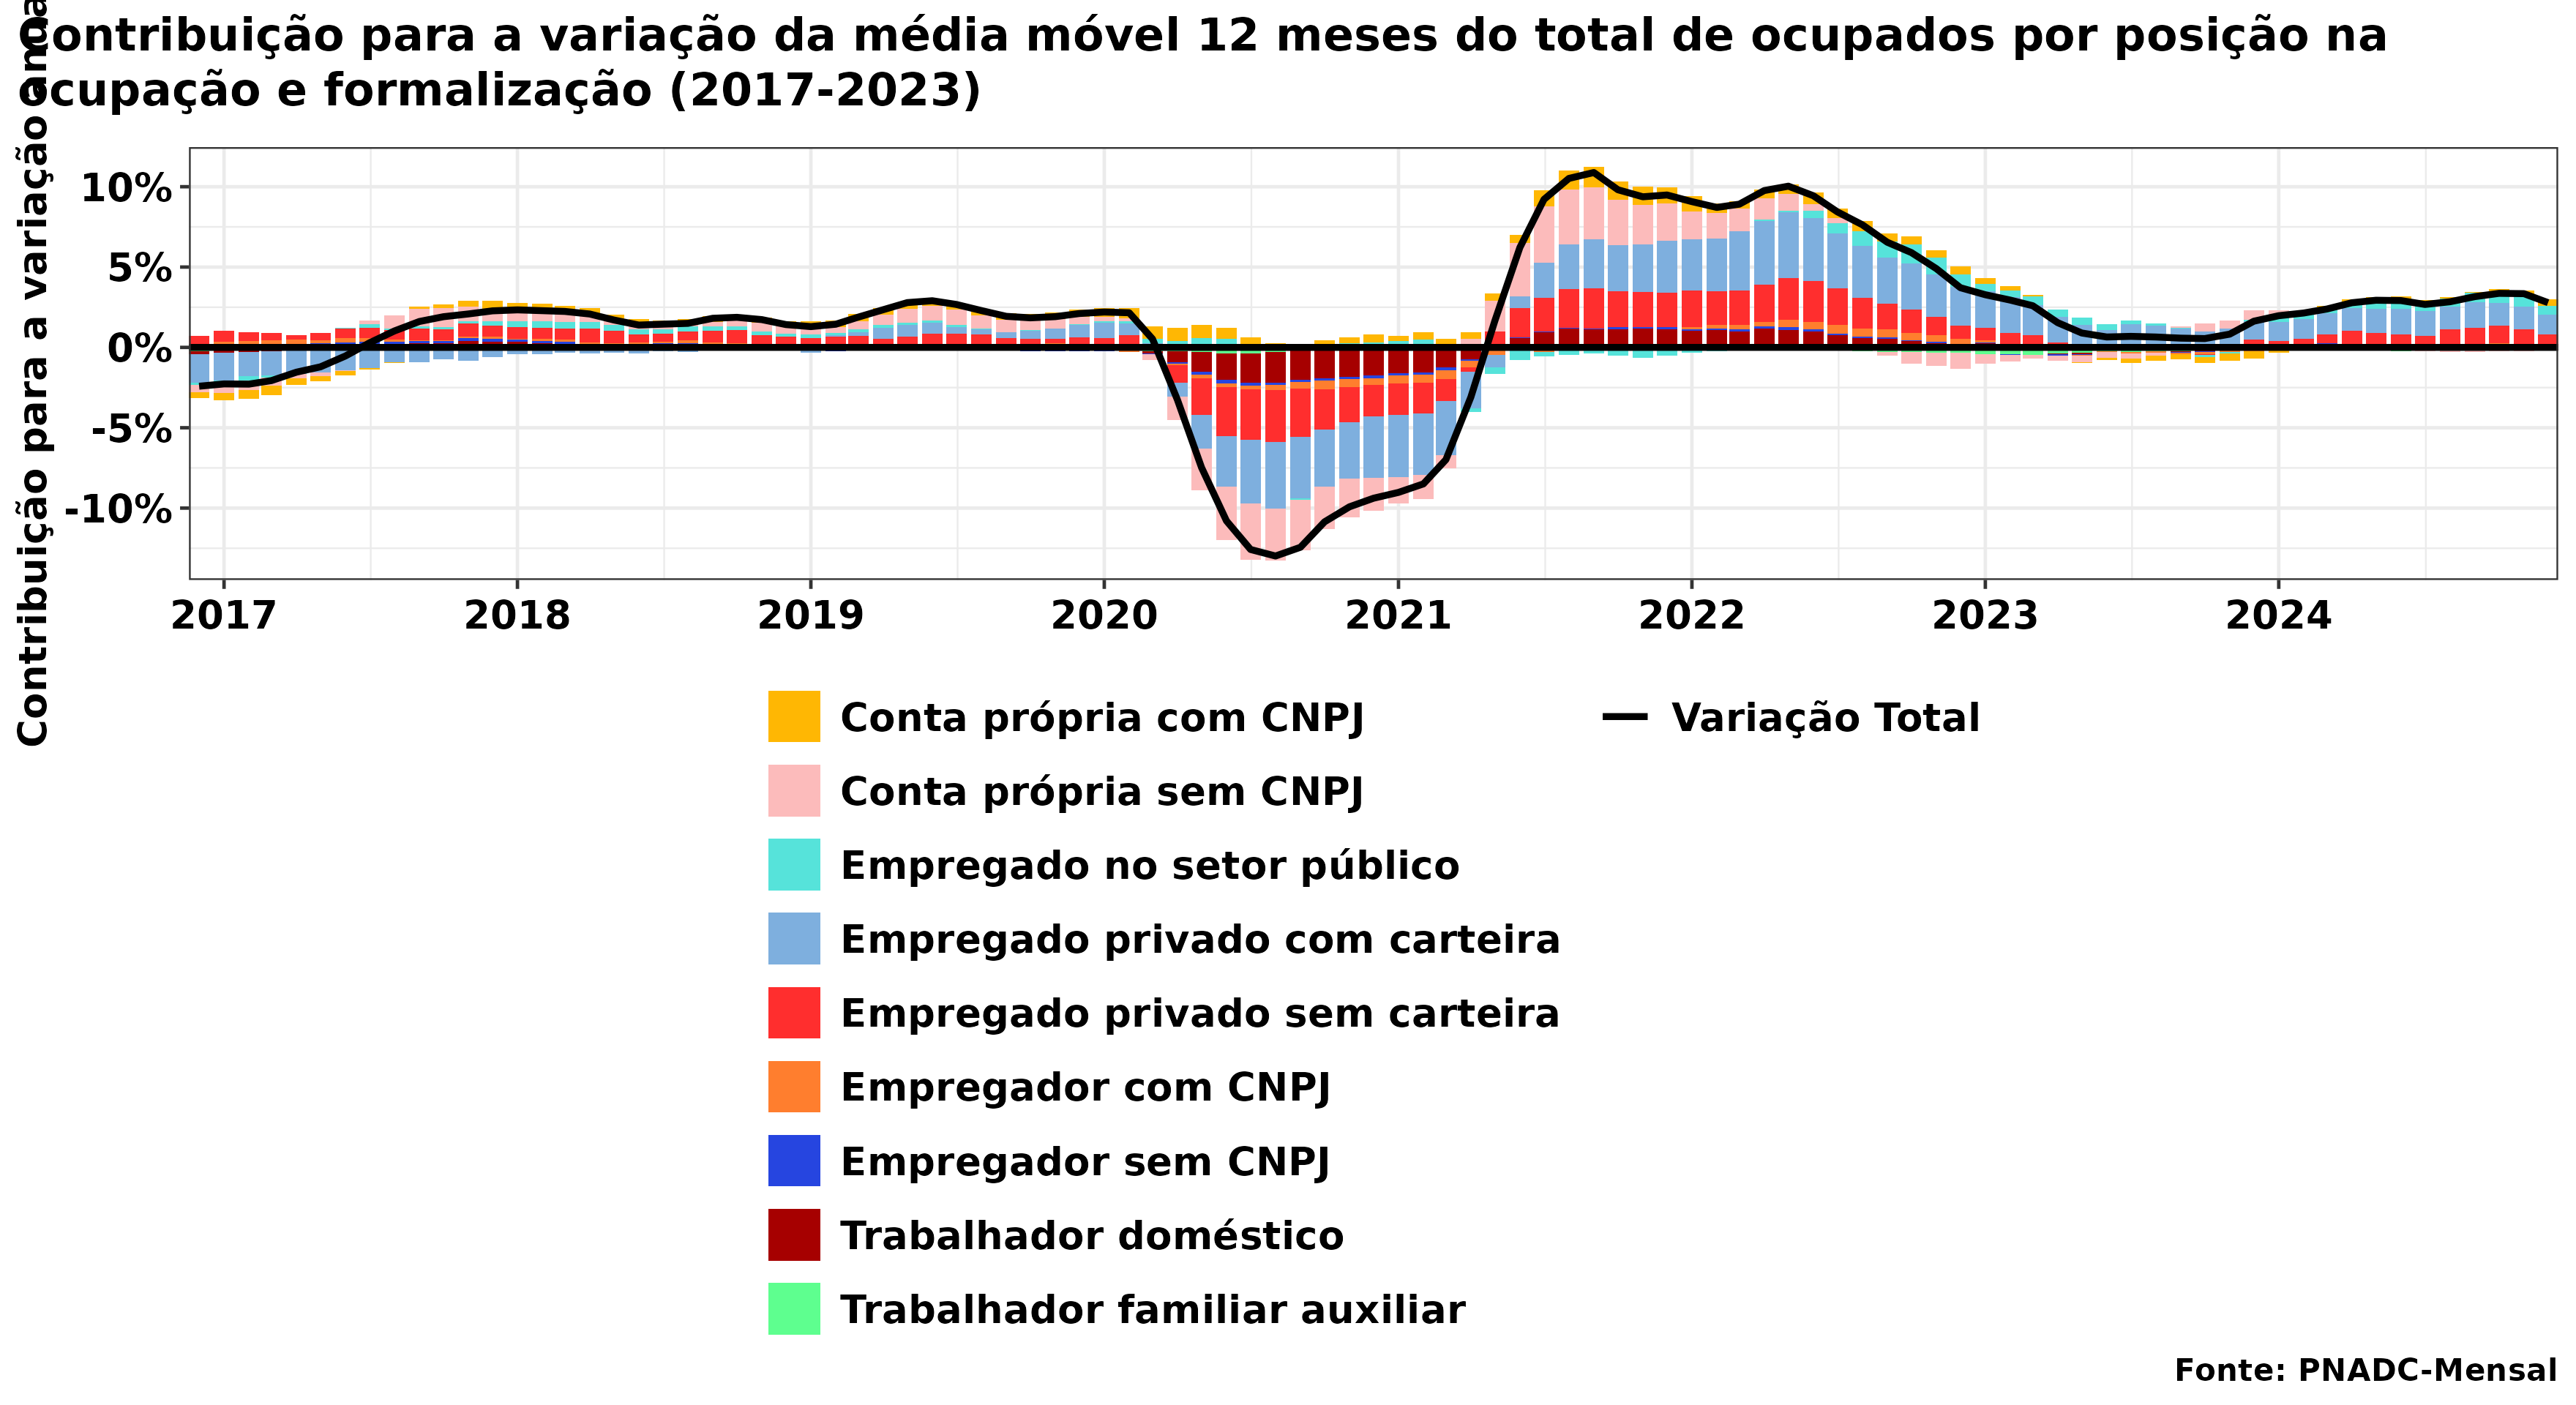 Contribuição para a variação da média móvel 12 meses do total de ocupados por posição na
ocupação e formalização (2017-2023)
Contribuição para a variação
10%
5%
0%
-5%
-10%
2017 2018 2019 2020 2021 2022 2023 2024
Conta própria com CNPJ
Variação Total
Conta própria sem CNPJ
Empregado no setor público
Empregado privado com carteira
Empregado privado sem carteira
Empregador com CNPJ
Empregador sem CNPJ
Trabalhador doméstico
Trabalhador familiar auxiliar
Fonte: PNADC-Mensal